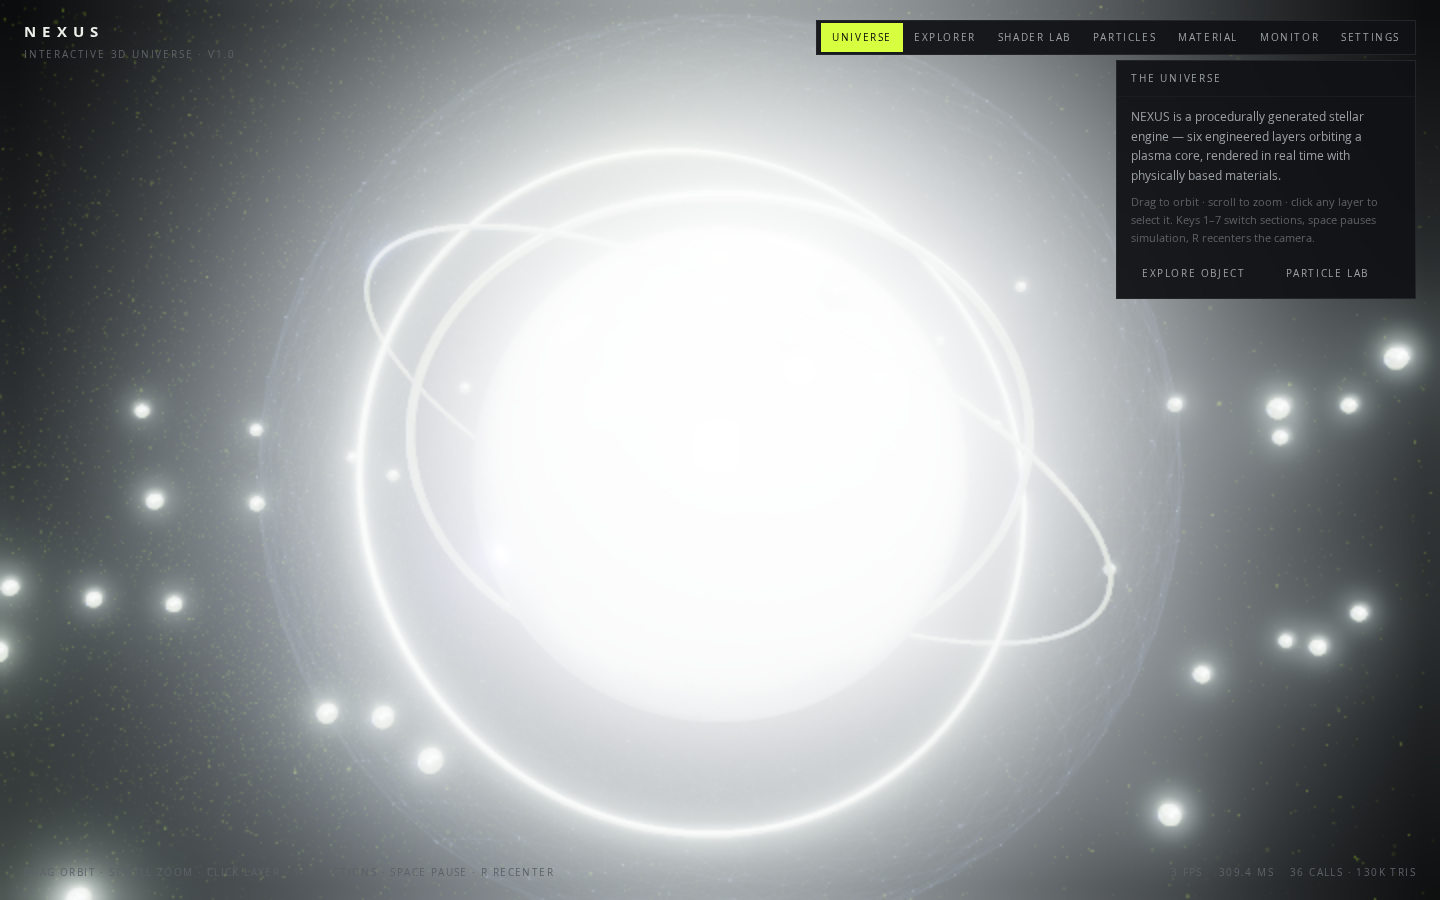 NEXUS
INTERACTIVE 3D UNIVERSE · V1.0
UNIVERSE EXPLORER SHADER LAB PARTICLES MATERIAL MONITOR SETTINGS
THE UNIVERSE
NEXUS is a procedurally generated stellar
engine — six engineered layers orbiting a
plasma core, rendered in real time with
physically based materials.
Drag to orbit · scroll to zoom · click any layer to
select it. Keys 1–7 switch sections, space pauses
simulation, R recenters the camera.
EXPLORE OBJECT PARTICLE LAB
ORBIT · ZOOM · CLICK LAYER · SPACE PAUSE · R RECENTER
3 FPS 309.4 MS 36 CALLS · 130K TRIS